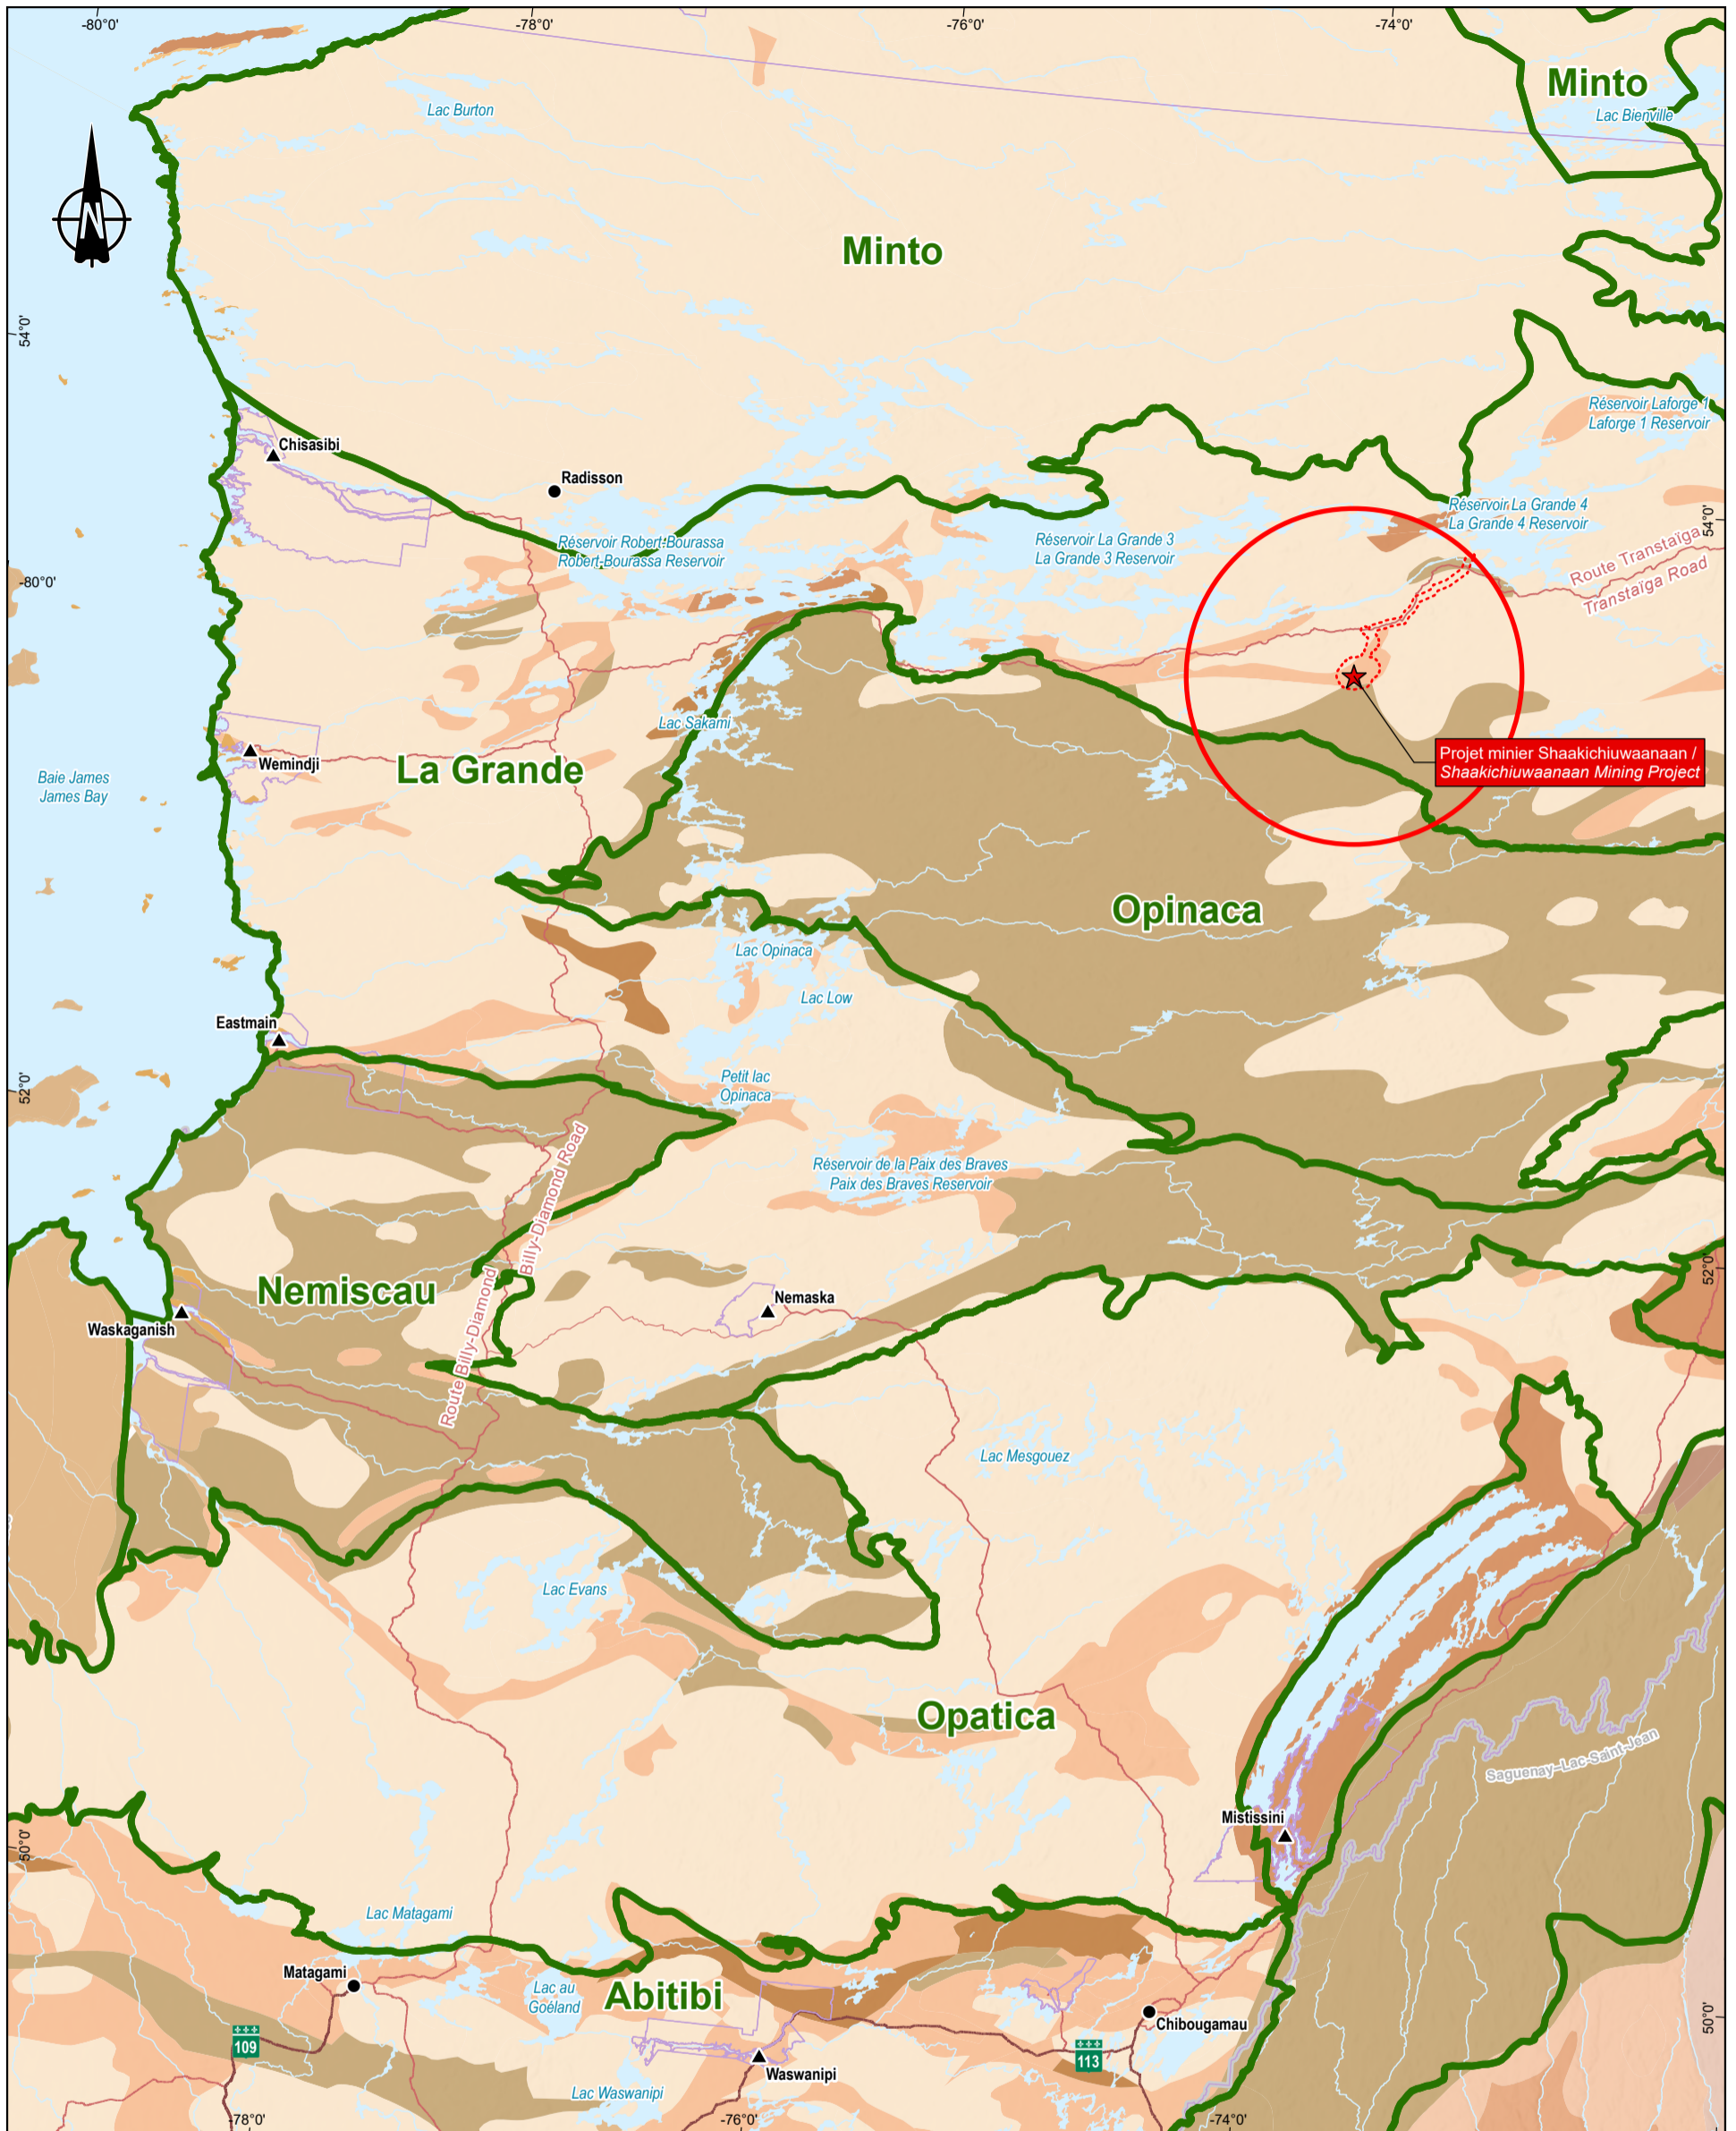 -80°0'
-78°0'
-76°0'
-74°0'
Minto
Lac Bienville
Lac Burton
N
Minto
54°0'
Réservoir Laforge 1
Laforge 1 Reservoir
Chisasibi
Radisson
Réservoir La Grande 4
La Grande 4 Reservoir
54°0'
Réservoir Robert-Bourassa
Robert-Bourassa Reservoir
Réservoir La Grande 3
La Grande 3 Reservoir
Route Transtaïga
Transtaïga Road
-80°0'
Lac Sakami
Projet minier Shaakichiuwaanaan /
Shaakichiuwaanaan Mining Project
Wemindji
La Grande
Baie James
James Bay
Opinaca
Lac Opinaca
Lac Low
Eastmain
52°0'
Petit lac
Opinaca
Billy-Diamond Road
Réservoir de la Paix des Braves
Paix des Braves Reservoir
52°0'
Nemiscau
Nemaska
Waskaganish
Route Billy-Diamond
Lac Mesgouez
Lac Evans
Opatica
Saguenay–Lac-Saint-Jean
Mistissini
50°0'
Lac Matagami
Matagami
Lac au
Goéland
Abitibi
Chibougamau
50°0'
109
113
Waswanipi
Lac Waswanipi
-78°0'
-76°0'
-74°0'